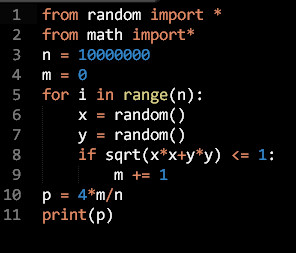 1 from random import *
2 from math import*
3 n = 10000000
4 m = 0
5 for i in range(n):
6     x = random()
7     y = random()
8     if sqrt(x*x+y*y) <= 1:
9         m += 1
10 p = 4*m/n
11 print(p)